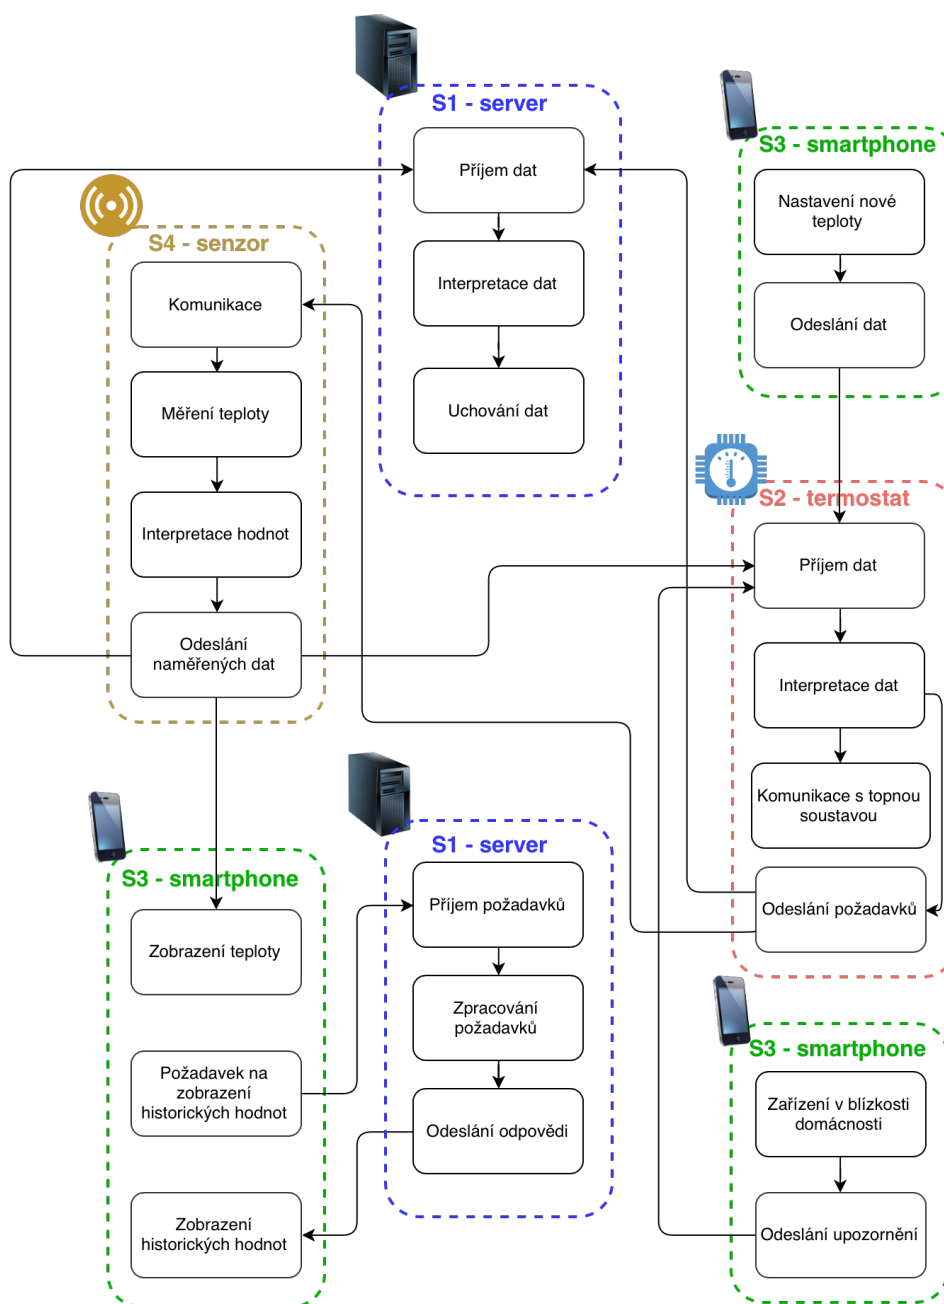 S1 - server
Příjem dat
Interpretace dat
Uchování dat
S3 - smartphone
Nastavení nové
teploty
Odeslání dat
S4 - senzor
Komunikace
Měření teploty
Interpretace hodnot
Odeslání
naměřených dat
S2 - termostat
Příjem dat
Interpretace dat
Komunikace s topnou
soustavou
Odeslání požadavků
S3 - smartphone
Zobrazení teploty
Požadavek na
zobrazení
historických hodnot
Zobrazení
historických hodnot
S1 - server
Příjem požadavků
Zpracování
požadavků
Odeslání odpovědi
S3 - smartphone
Zařízení v blízkosti
domácnosti
Odeslání upozornění